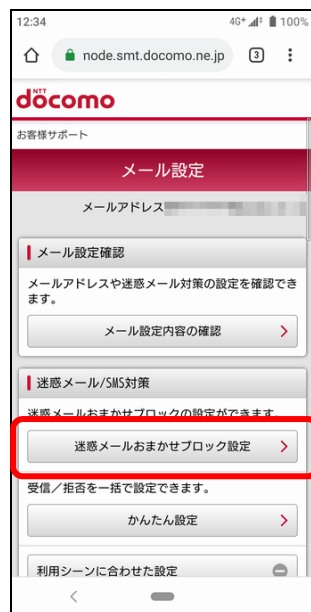 12:34 4G+ 100%
node.smt.docomo.ne.jp 3
NTT
döcomo
お客様サポート
メール設定
メールアドレス
メール設定確認
メールアドレスや迷惑メール対策の設定を確認でき
ます。
メール設定内容の確認
迷惑メール/SMS対策
迷惑メールおまかせブロックの設定ができます。
迷惑メールおまかせブロック設定
受信/拒否を一括で設定できます。
かんたん設定
利用シーンに合わせた設定